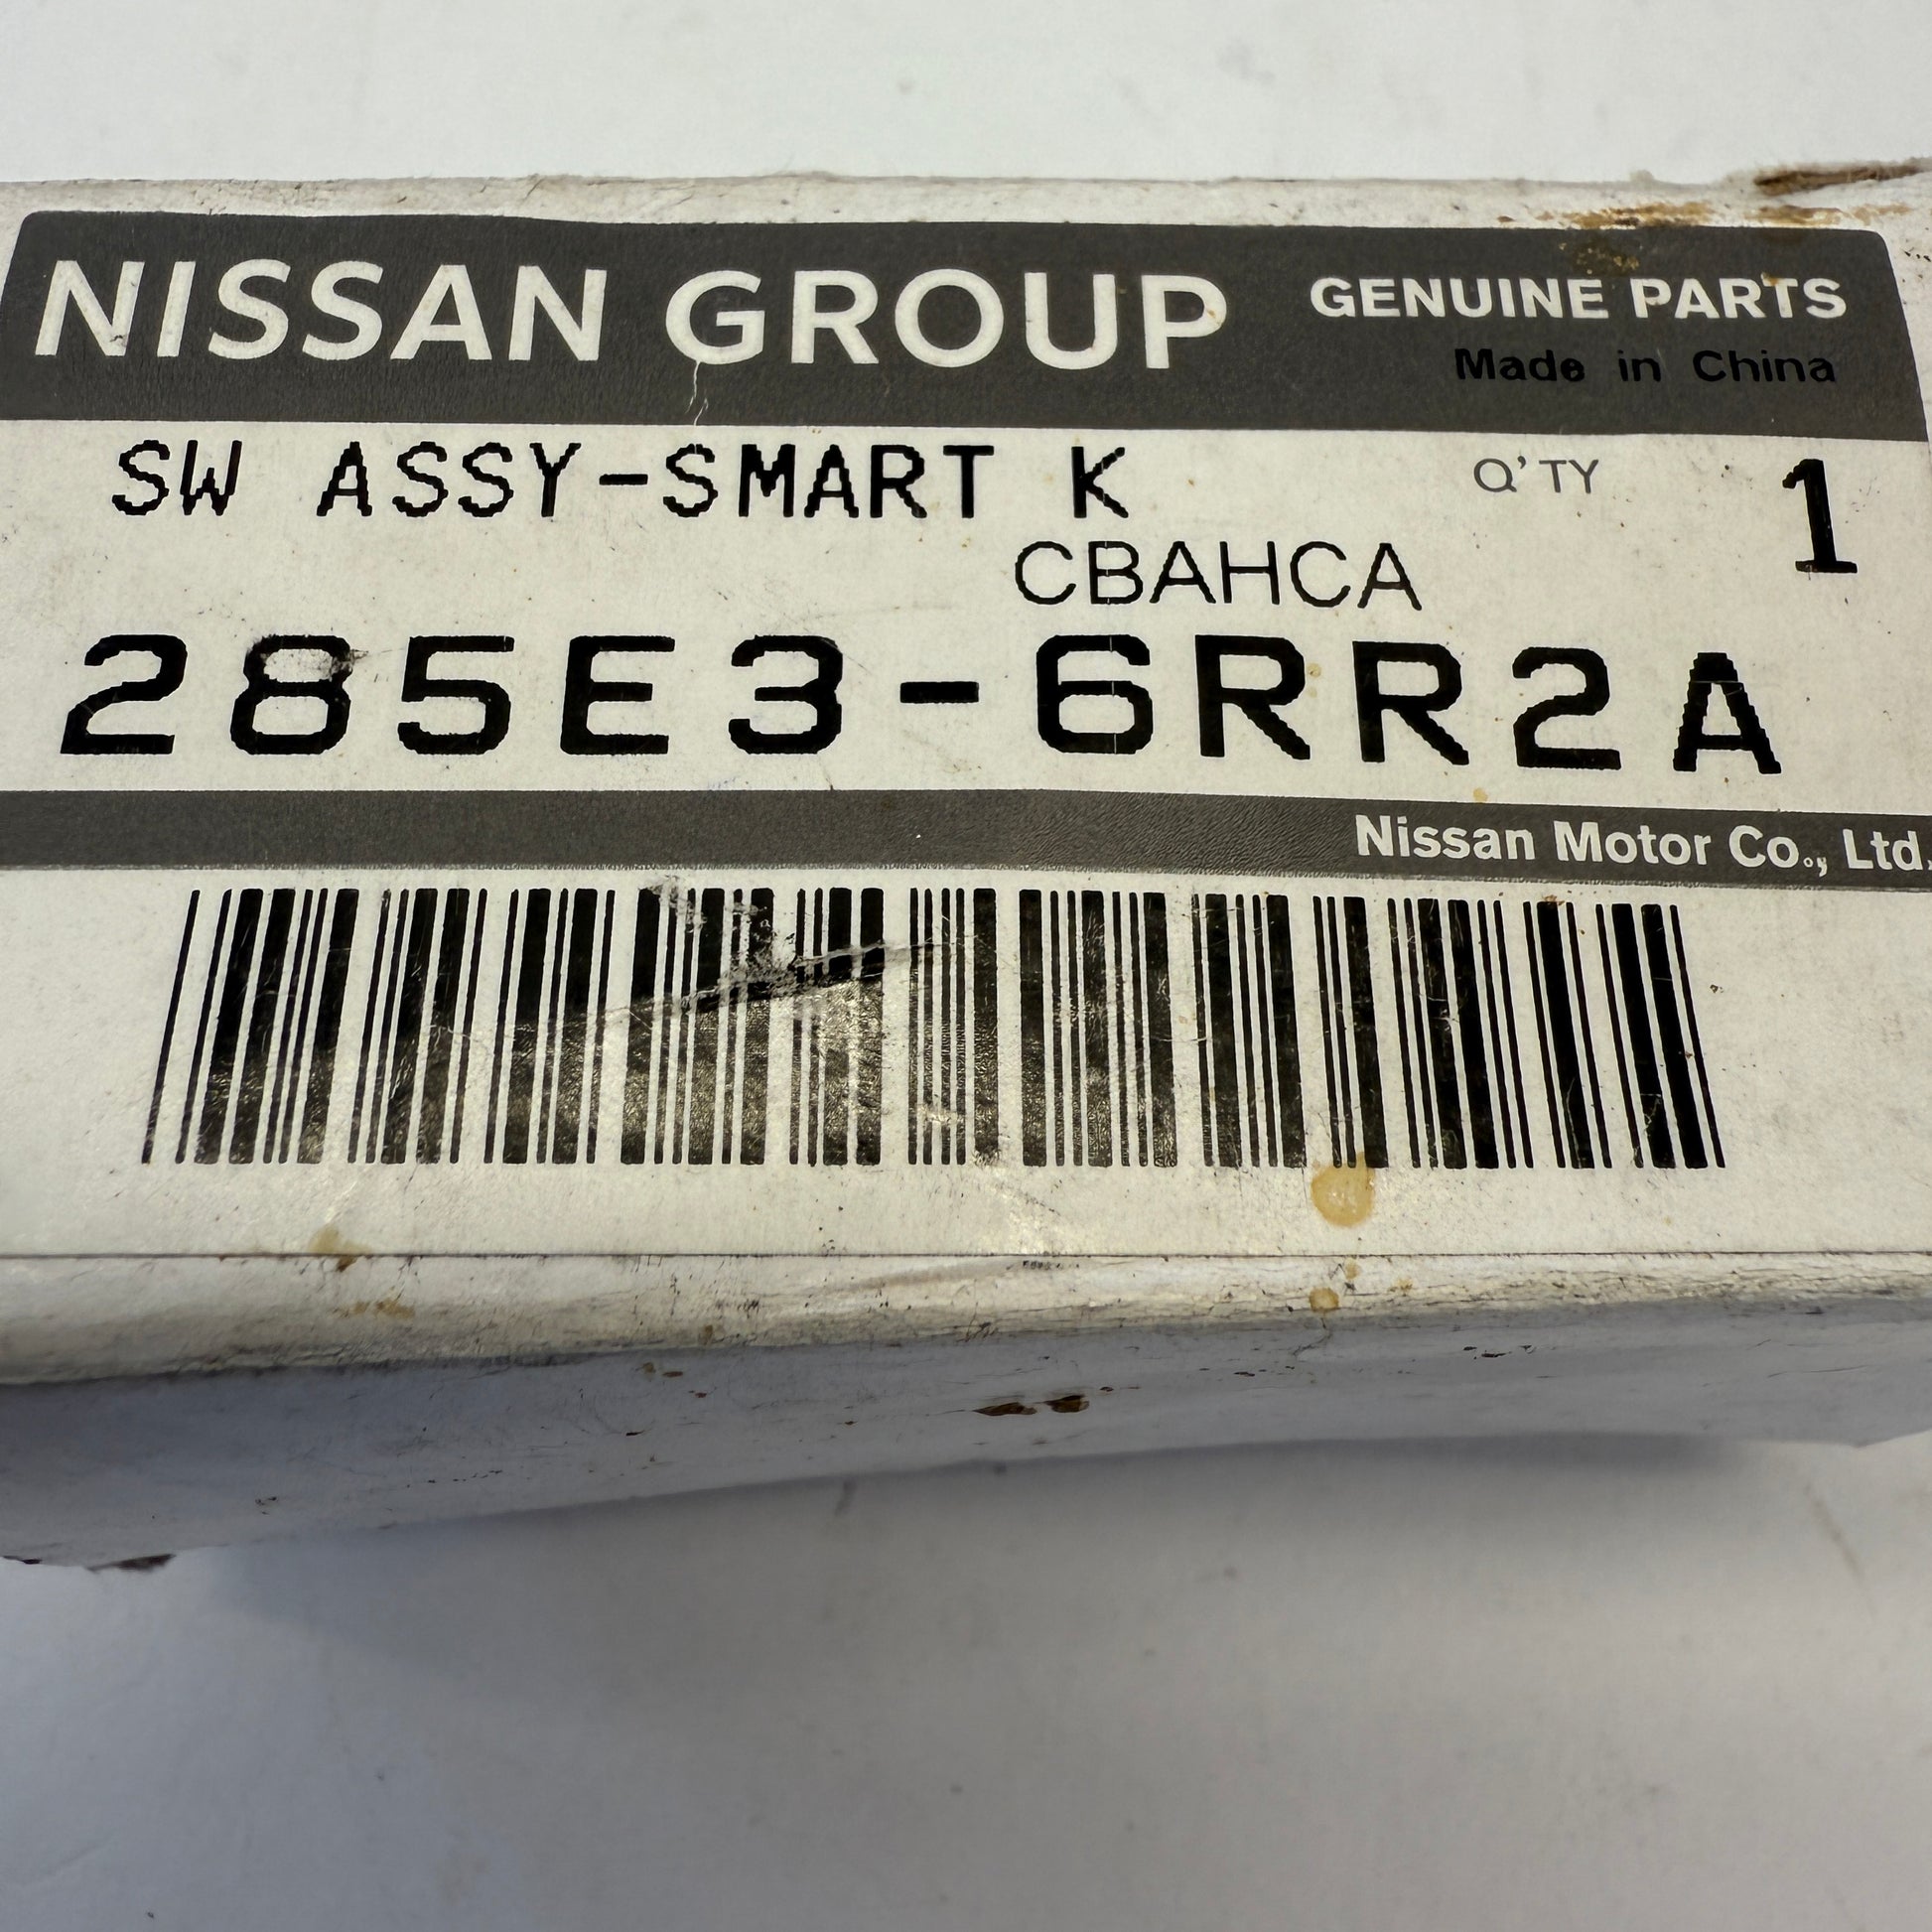 NISSAN GROUP GENUINE PARTS
Made in China
SW ASSY-SMART K Q'TY 1
CBAHCA
285E3-6RR2A
Nissan Motor Co., Ltd.